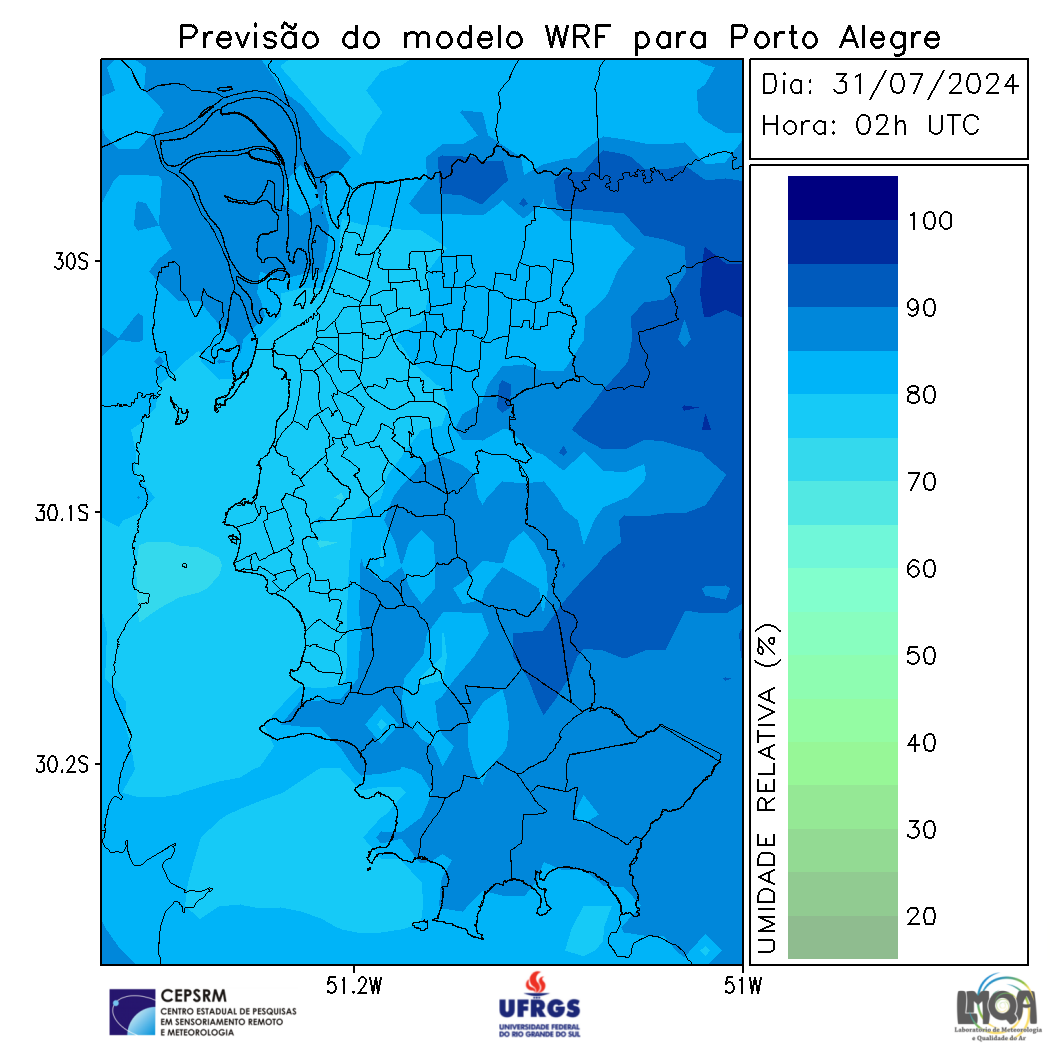 Previsão do modelo WRF para Porto Alegre
Dia: 31/07/2024
Hora: 02h UTC
30S
30.1S
30.2S
51.2W
51W
UMIDADE RELATIVA (%)
100
90
80
70
60
50
40
30
20
CEPSRM
CENTRO ESTADUAL DE PESQUISAS
EM SENSORIAMENTO REMOTO
E METEOROLOGIA
UFRGS
UNIVERSIDADE FEDERAL
DO RIO GRANDE DO SUL
LMQA
Laboratório de Meteorologia
e Qualidade do Ar